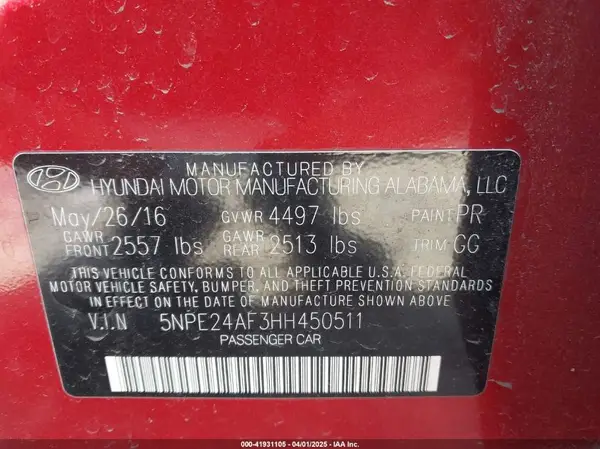 MANUFACTURED BY
HYUNDAI MOTOR MANUFACTURING ALABAMA, LLC
May/26/16 GVWR 4497 lbs PAINT PR
GAWR FRONT 2557 lbs GAWR REAR 2513 lbs TRIM GG
THIS VEHICLE CONFORMS TO ALL APPLICABLE U.S.A. FEDERAL
MOTOR VEHICLE SAFETY, BUMPER, AND THEFT PREVENTION STANDARDS
IN EFFECT ON THE DATE OF MANUFACTURE SHOWN ABOVE.
V.I.N 5NPE24AF3HH450511
PASSENGER CAR
000-41931105 | 04/01/2025 - IAA Inc.